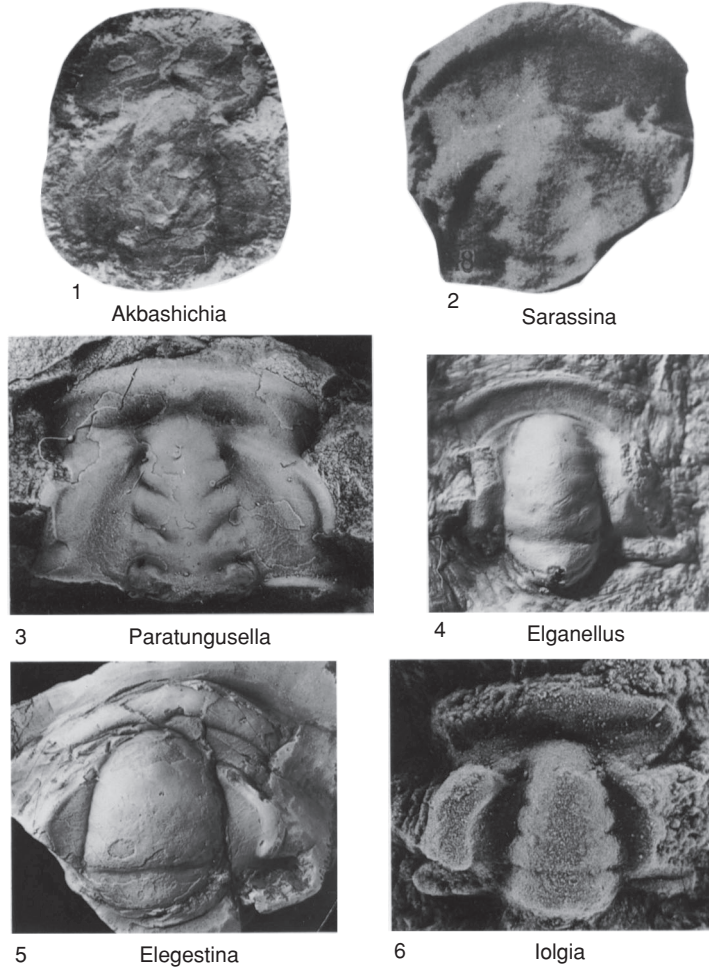 1
Akbashichia
2
Sarassina
3
Paratungusella
4
Elganellus
5
Elegestina
6
Iolgia